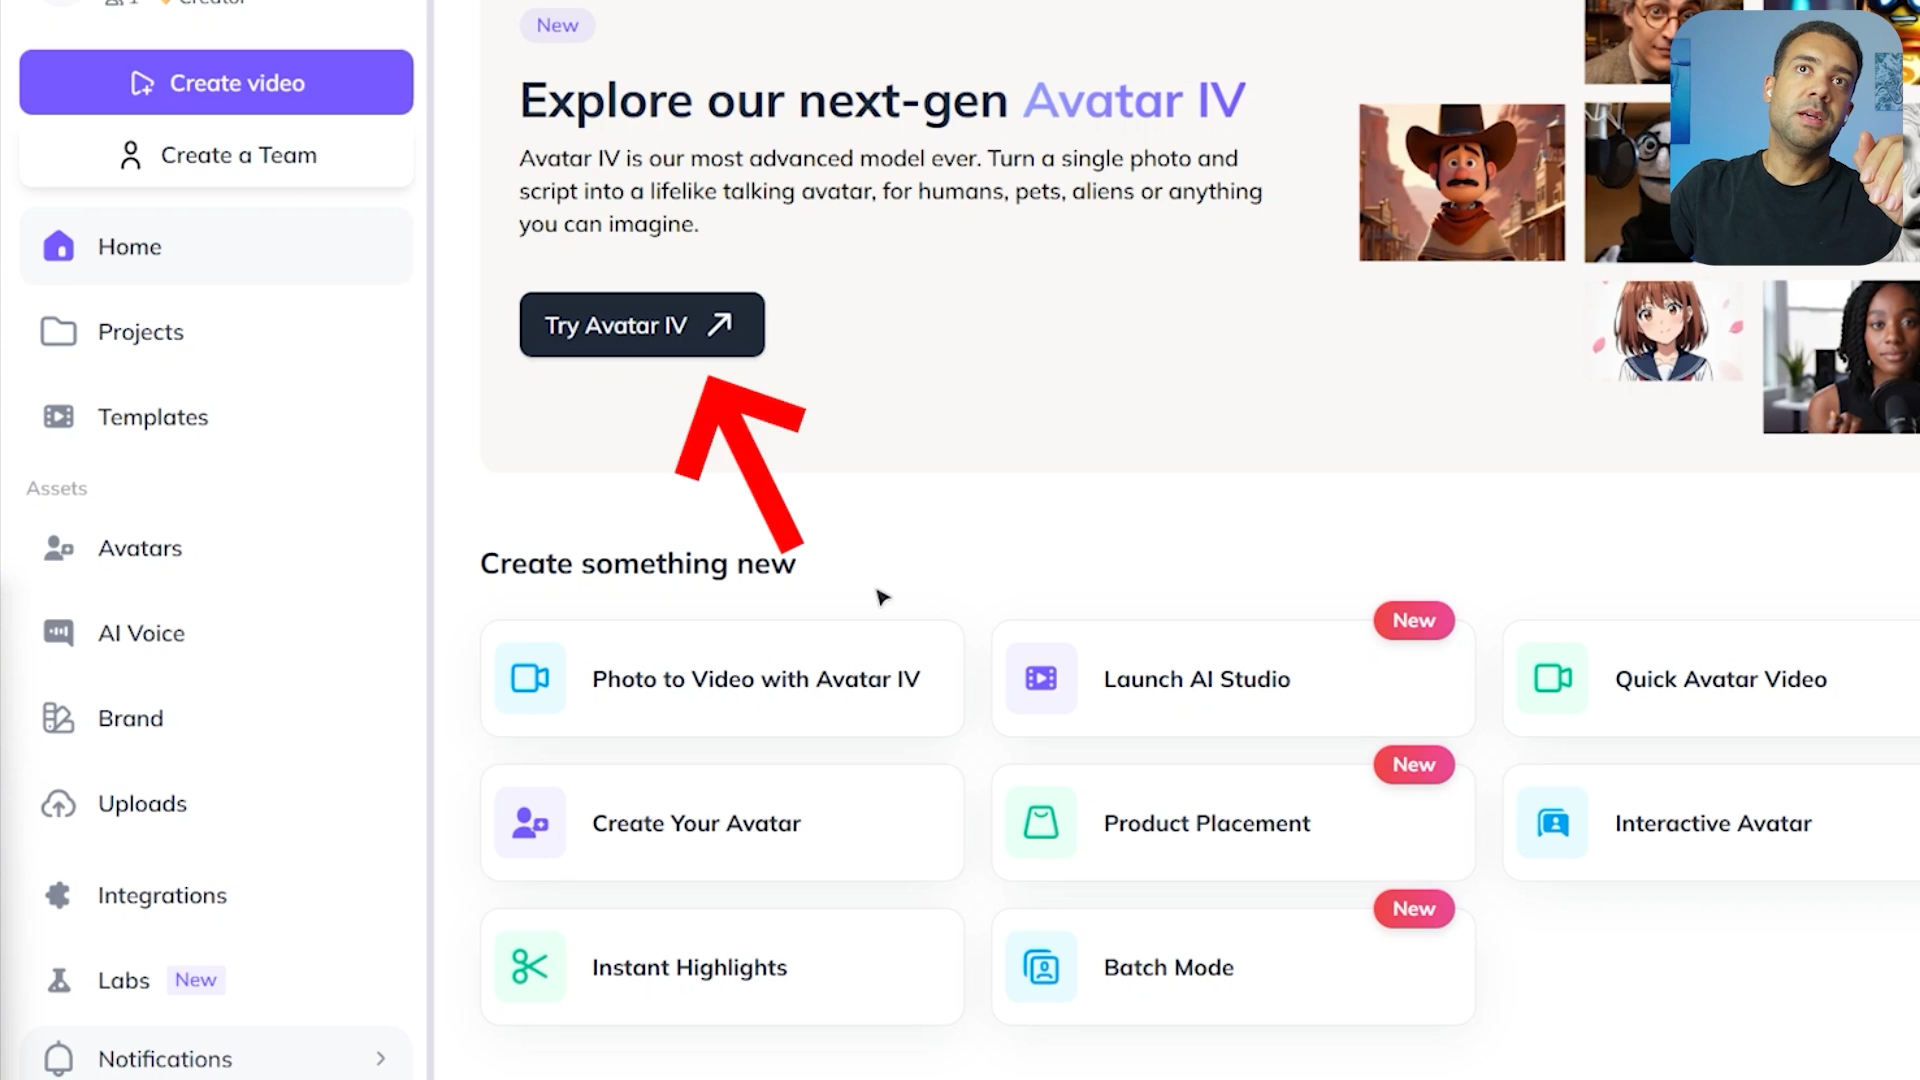 1 Creator
Create video
Create a Team
Home
Projects
Templates
Assets
Avatars
AI Voice
Brand
Uploads
Integrations
Labs New
Notifications
New
Explore our next-gen Avatar IV
Avatar IV is our most advanced model ever. Turn a single photo and
script into a lifelike talking avatar, for humans, pets, aliens or anything
you can imagine.
Try Avatar IV
Create something new
Photo to Video with Avatar IV
New
Launch AI Studio
Quick Avatar Video
Create Your Avatar
New
Product Placement
Interactive Avatar
Instant Highlights
New
Batch Mode